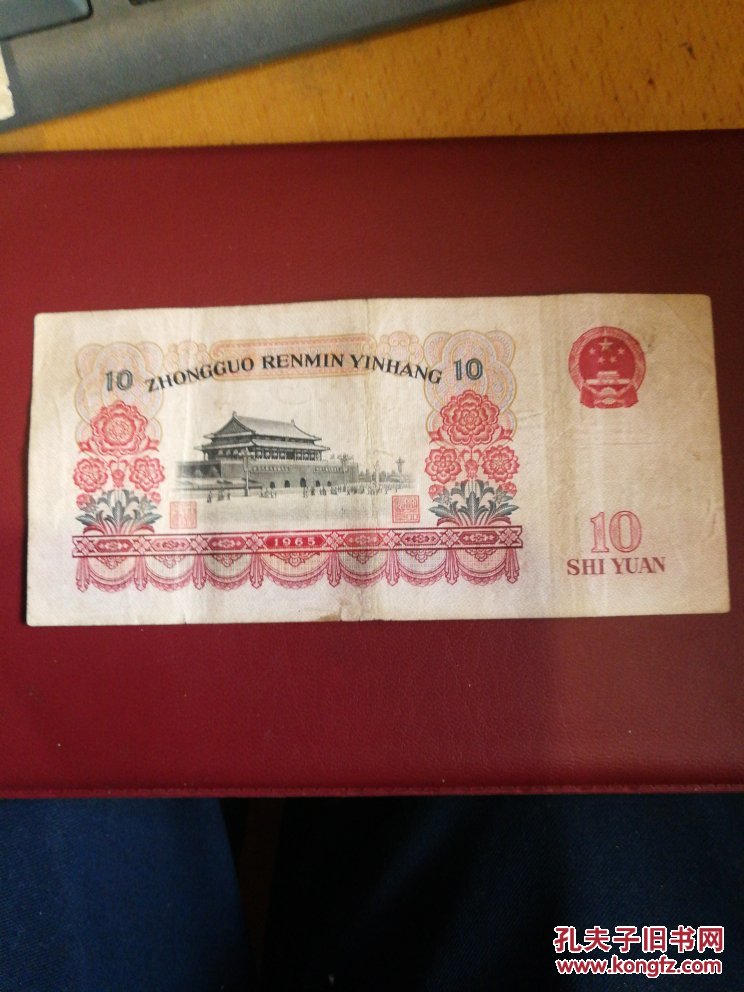 10 ZHONGGUO RENMIN YINHANG 10
1965
10
SHI YUAN
孔夫子旧书网
www.kongfz.com